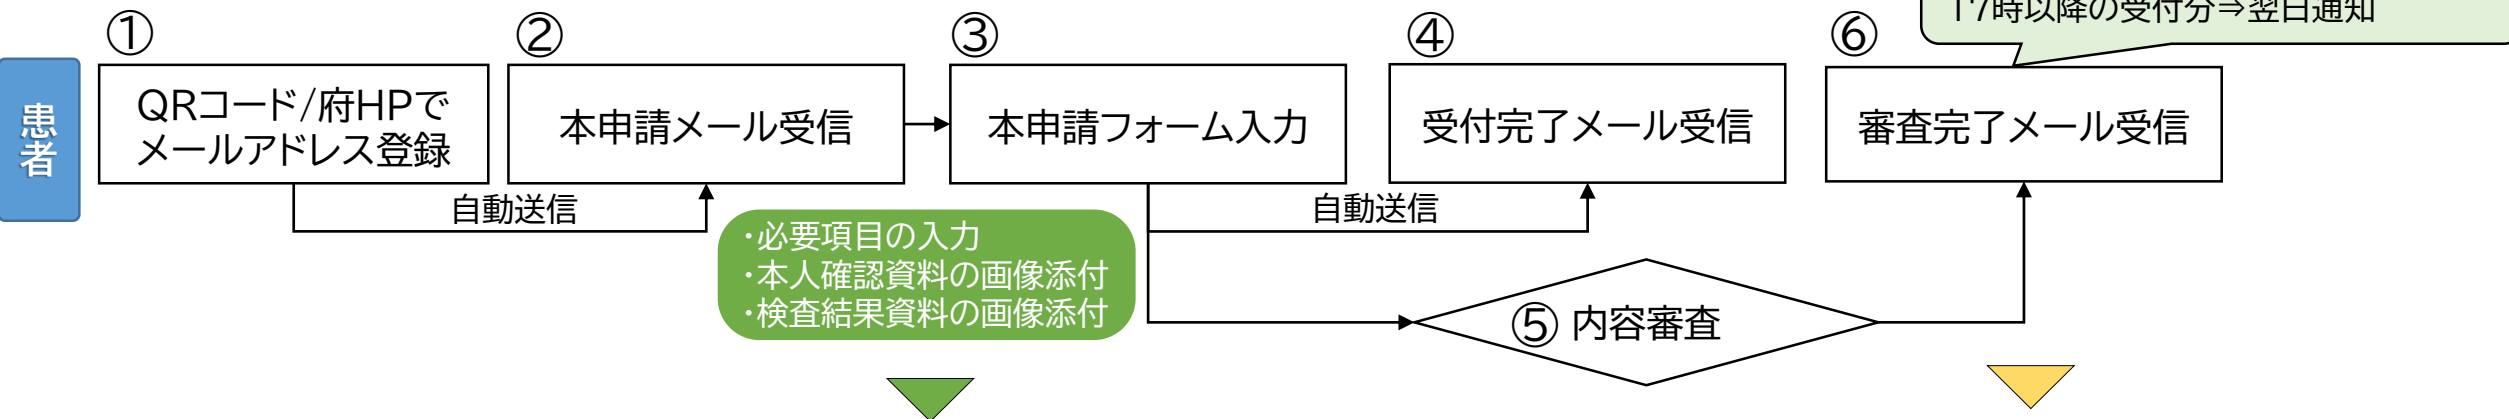 17時以降の受付分⇒翌日通知
①
②
③
④
⑥
患者
QRコード/府HPで
メールアドレス登録
本申請メール受信
本申請フォーム入力
受付完了メール受信
審査完了メール受信
自動送信
自動送信
・必要項目の入力
・本人確認資料の画像添付
・検査結果資料の画像添付
⑤ 内容審査